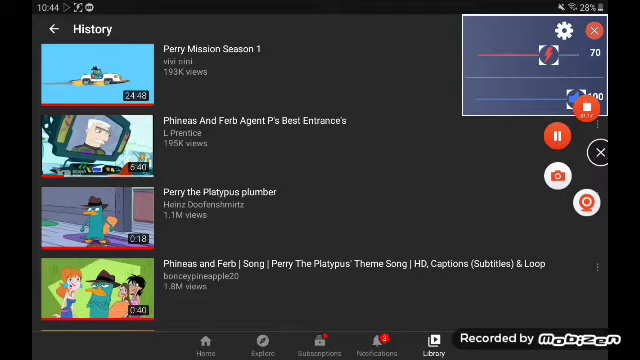 10:44
28%
History
70
100
01:17
Perry Mission Season 1
vivi nini
193K views
24:48
Phineas And Ferb Agent P's Best Entrance's
L Prentice
195K views
6:40
Perry the Platypus plumber
Heinz Doofenshmirtz
1.1M views
0:18
Phineas and Ferb | Song | Perry The Platypus' Theme Song | HD, Captions (Subtitles) & Loop
bonceypineapple20
1.8M views
0:40
3
Home
Explore
Subscriptions
Notifications
Library
Recorded by MOBIZEN